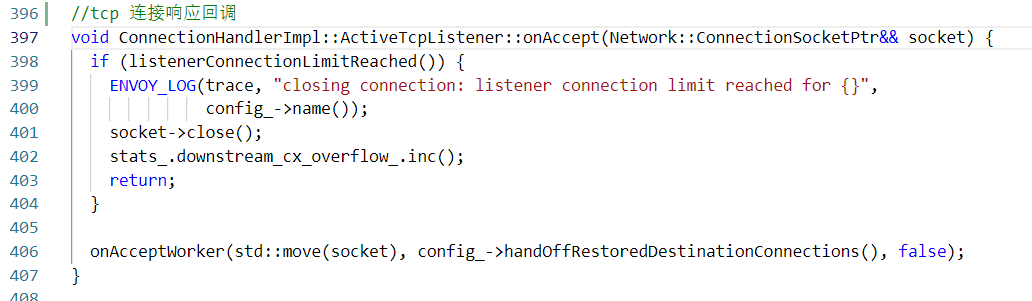 396 //tcp 连接响应回调
397 void ConnectionHandlerImpl::ActiveTcpListener::onAccept(Network::ConnectionSocketPtr&& socket) {
398   if (listenerConnectionLimitReached()) {
399     ENVOY_LOG(trace, "closing connection: listener connection limit reached for {}",
400               config_->name());
401     socket->close();
402     stats_.downstream_cx_overflow_.inc();
403     return;
404   }
405
406   onAcceptWorker(std::move(socket), config_->handOffRestoredDestinationConnections(), false);
407 }
408